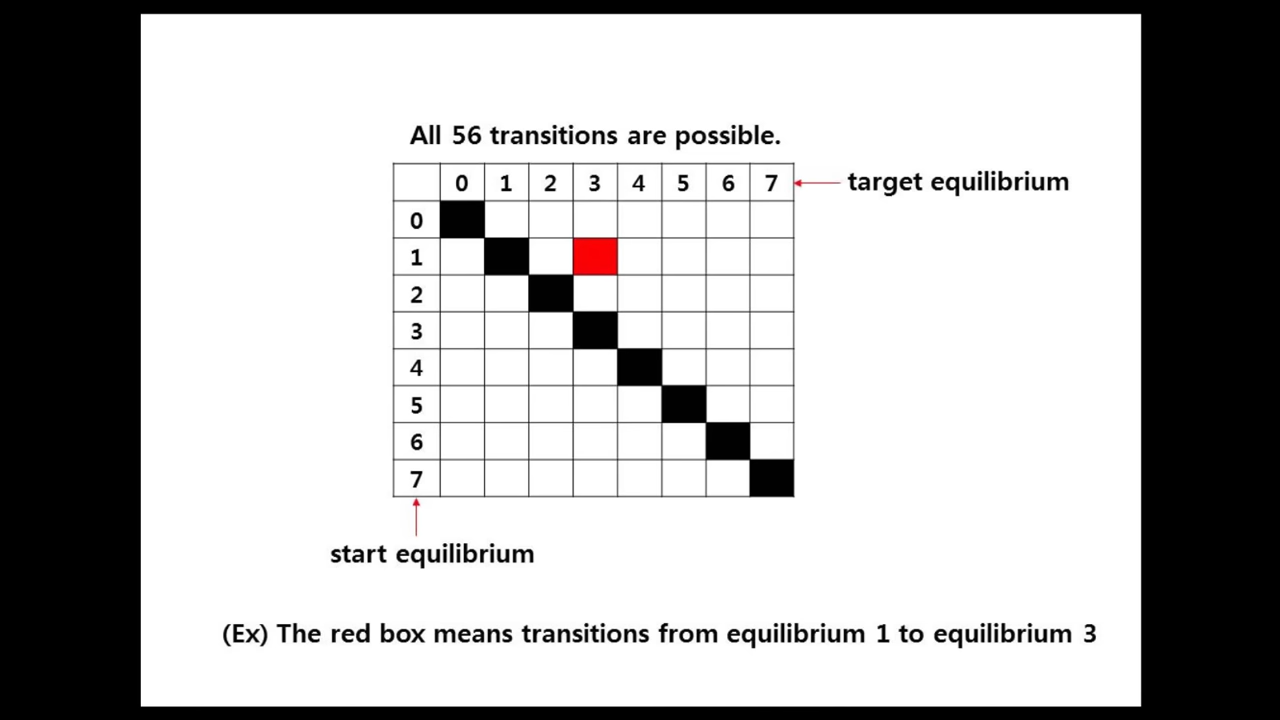 All 56 transitions are possible.
0 1 2 3 4 5 6 7
target equilibrium
0
1
2
3
4
5
6
7
start equilibrium
(Ex) The red box means transitions from equilibrium 1 to equilibrium 3